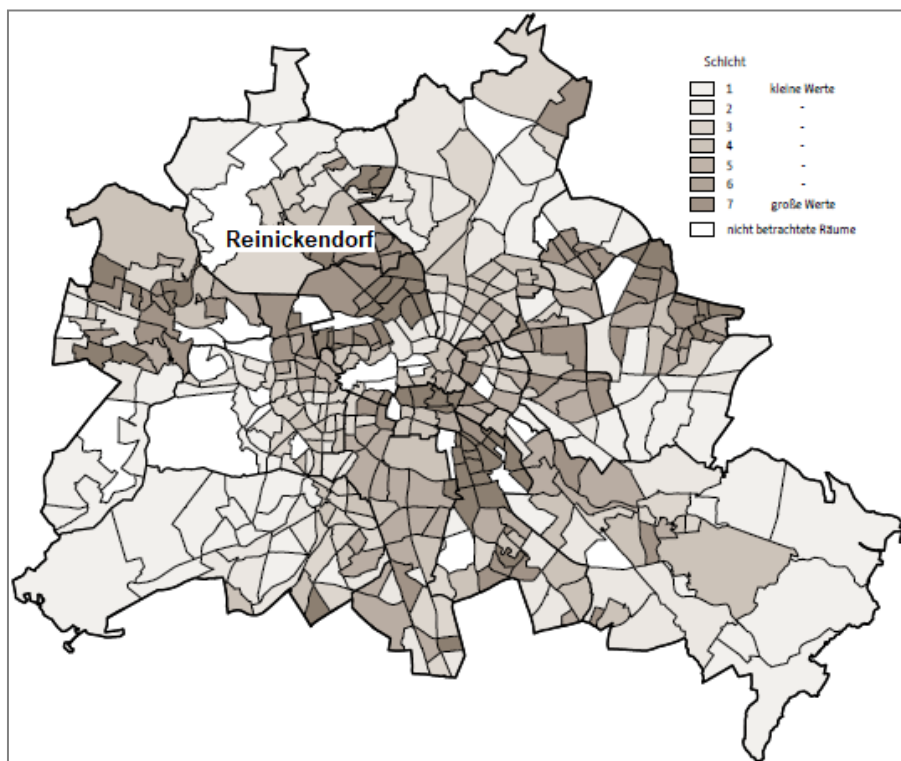 Schicht
1 kleine Werte
2 -
3 -
4 -
5 -
6 -
7 große Werte
nicht betrachtete Räume
Reinickendorf